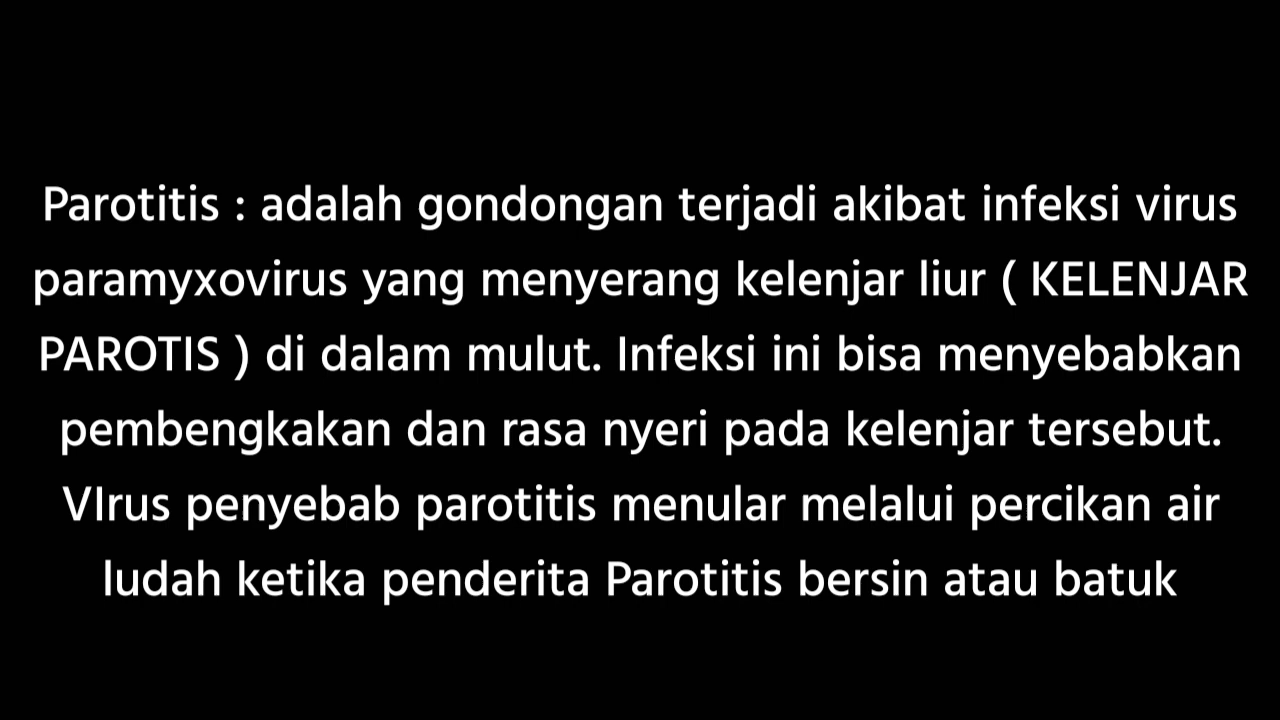 Parotitis : adalah gondongan terjadi akibat infeksi virus
paramyxovirus yang menyerang kelenjar liur ( KELENJAR
PAROTIS ) di dalam mulut. Infeksi ini bisa menyebabkan
pembengkakan dan rasa nyeri pada kelenjar tersebut.
VIrus penyebab parotitis menular melalui percikan air
ludah ketika penderita Parotitis bersin atau batuk